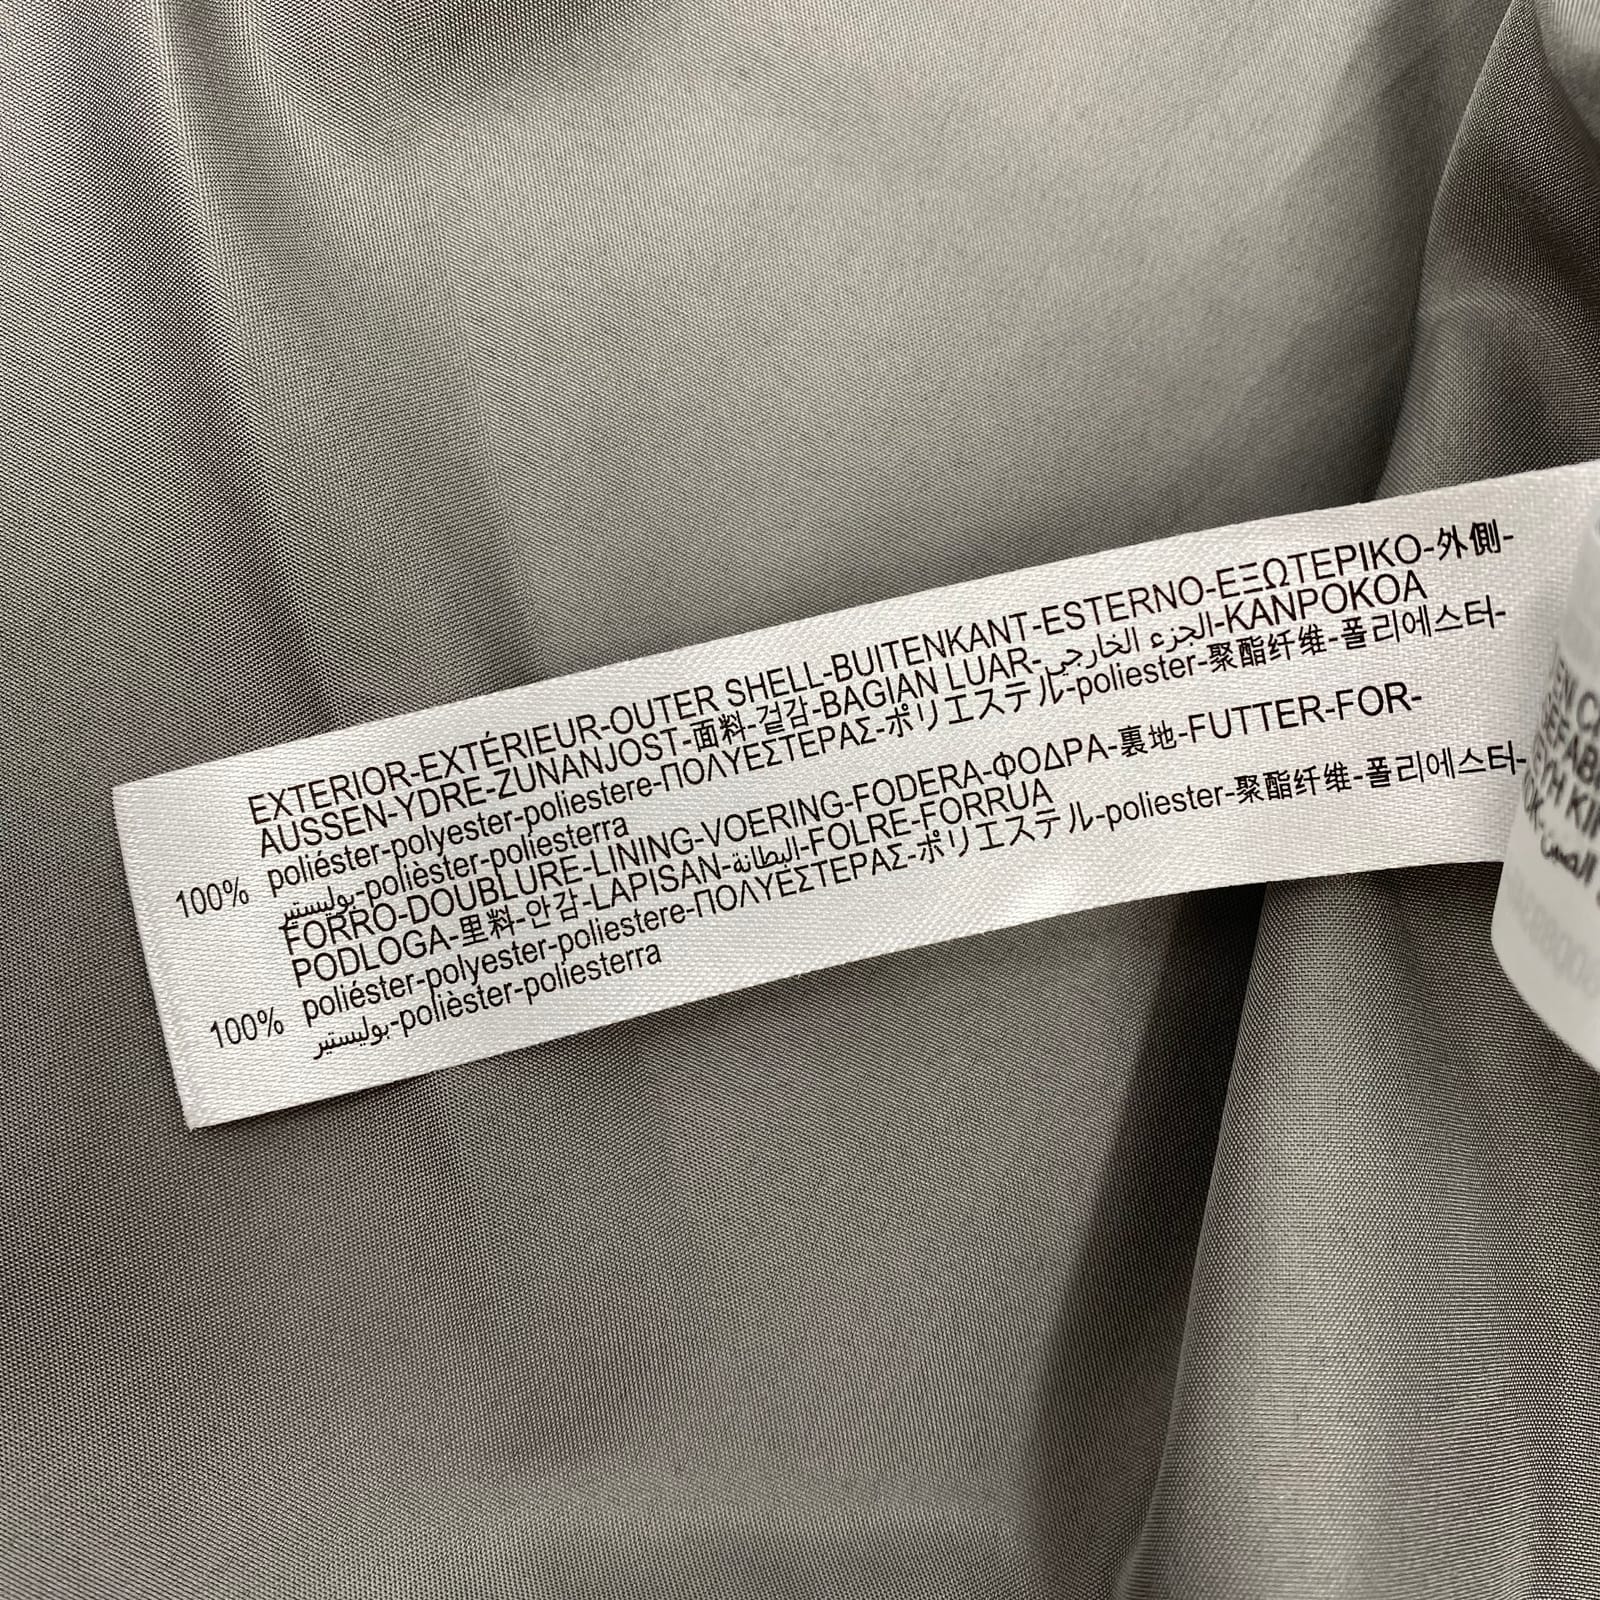 EXTERIOR-EXTÉRIEUR-OUTER SHELL-BUITENKANT-ESTERNO-ΕΞΩΤΕΡΙΚΟ-外側-
AUSSEN-YDRE-ZUNANJOST-面料-겉감-BAGIAN LUAR-الجزء الخارجي-KANPOKOA
100% poliéster-polyester-poliestere-ΠΟΛΥΕΣΤΕΡΑΣ-ポリエステル-poliester-聚酯纤维-폴리에스터-
بوليستير-polièster-poliesterra
FORRO-DOUBLURE-LINING-VOERING-FODERA-ΦΟΔΡΑ-裏地-FUTTER-FOR-
PODLOGA-里料-안감-LAPISAN-البطانة-FOLRE-FORRUA
100% poliéster-polyester-poliestere-ΠΟΛΥΕΣΤΕΡΑΣ-ポリエステル-poliester-聚酯纤维-폴리에스터-
بوليستير-polièster-poliesterra